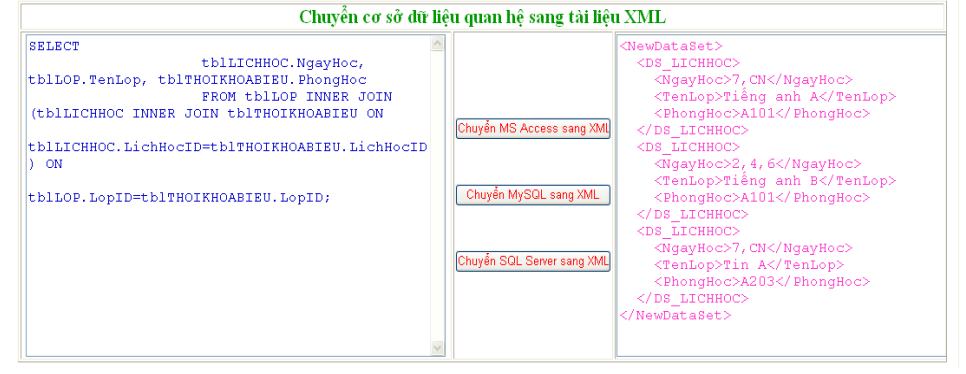 Chuyển cơ sở dữ liệu quan hệ sang tài liệu XML
SELECT
tblLICHHOC.NgayHoc,
tblLOP.TenLop, tblTHOIKHOABIEU.PhongHoc
FROM tblLOP INNER JOIN
(tblLICHHOC INNER JOIN tblTHOIKHOABIEU ON
tblLICHHOC.LichHocID=tblTHOIKHOABIEU.LichHocID
) ON
tblLOP.LopID=tblTHOIKHOABIEU.LopID;
Chuyển MS Access sang XML
Chuyển MySQL sang XML
Chuyển SQL Server sang XML
<NewDataSet>
<DS_LICHHOC>
<NgayHoc>7,CN</NgayHoc>
<TenLop>Tiếng anh A</TenLop>
<PhongHoc>A101</PhongHoc>
</DS_LICHHOC>
<DS_LICHHOC>
<NgayHoc>2,4,6</NgayHoc>
<TenLop>Tiếng anh B</TenLop>
<PhongHoc>A101</PhongHoc>
</DS_LICHHOC>
<DS_LICHHOC>
<NgayHoc>7,CN</NgayHoc>
<TenLop>Tin A</TenLop>
<PhongHoc>A203</PhongHoc>
</DS_LICHHOC>
</NewDataSet>